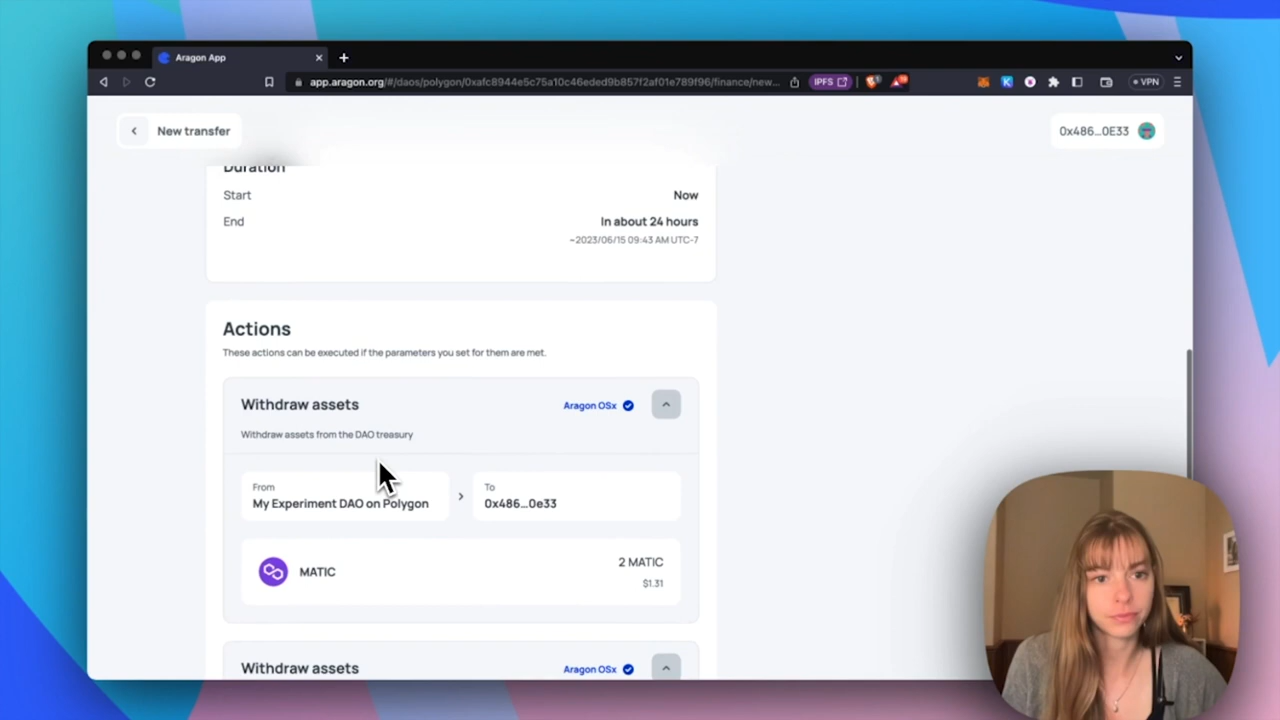 Aragon App
app.aragon.org/#/daos/polygon/0xafc8944e5c75a10c46eded9b857f2af01e789f96/finance/new...
IPFS
VPN
New transfer
0x486...0E33
Duration
Start
Now
End
In about 24 hours
~2023/06/15 09:43 AM UTC-7
Actions
These actions can be executed if the parameters you set for them are met.
Withdraw assets
Aragon OSx
Withdraw assets from the DAO treasury
From
My Experiment DAO on Polygon
To
0x486...0e33
MATIC
2 MATIC
$1.31
Withdraw assets
Aragon OSx